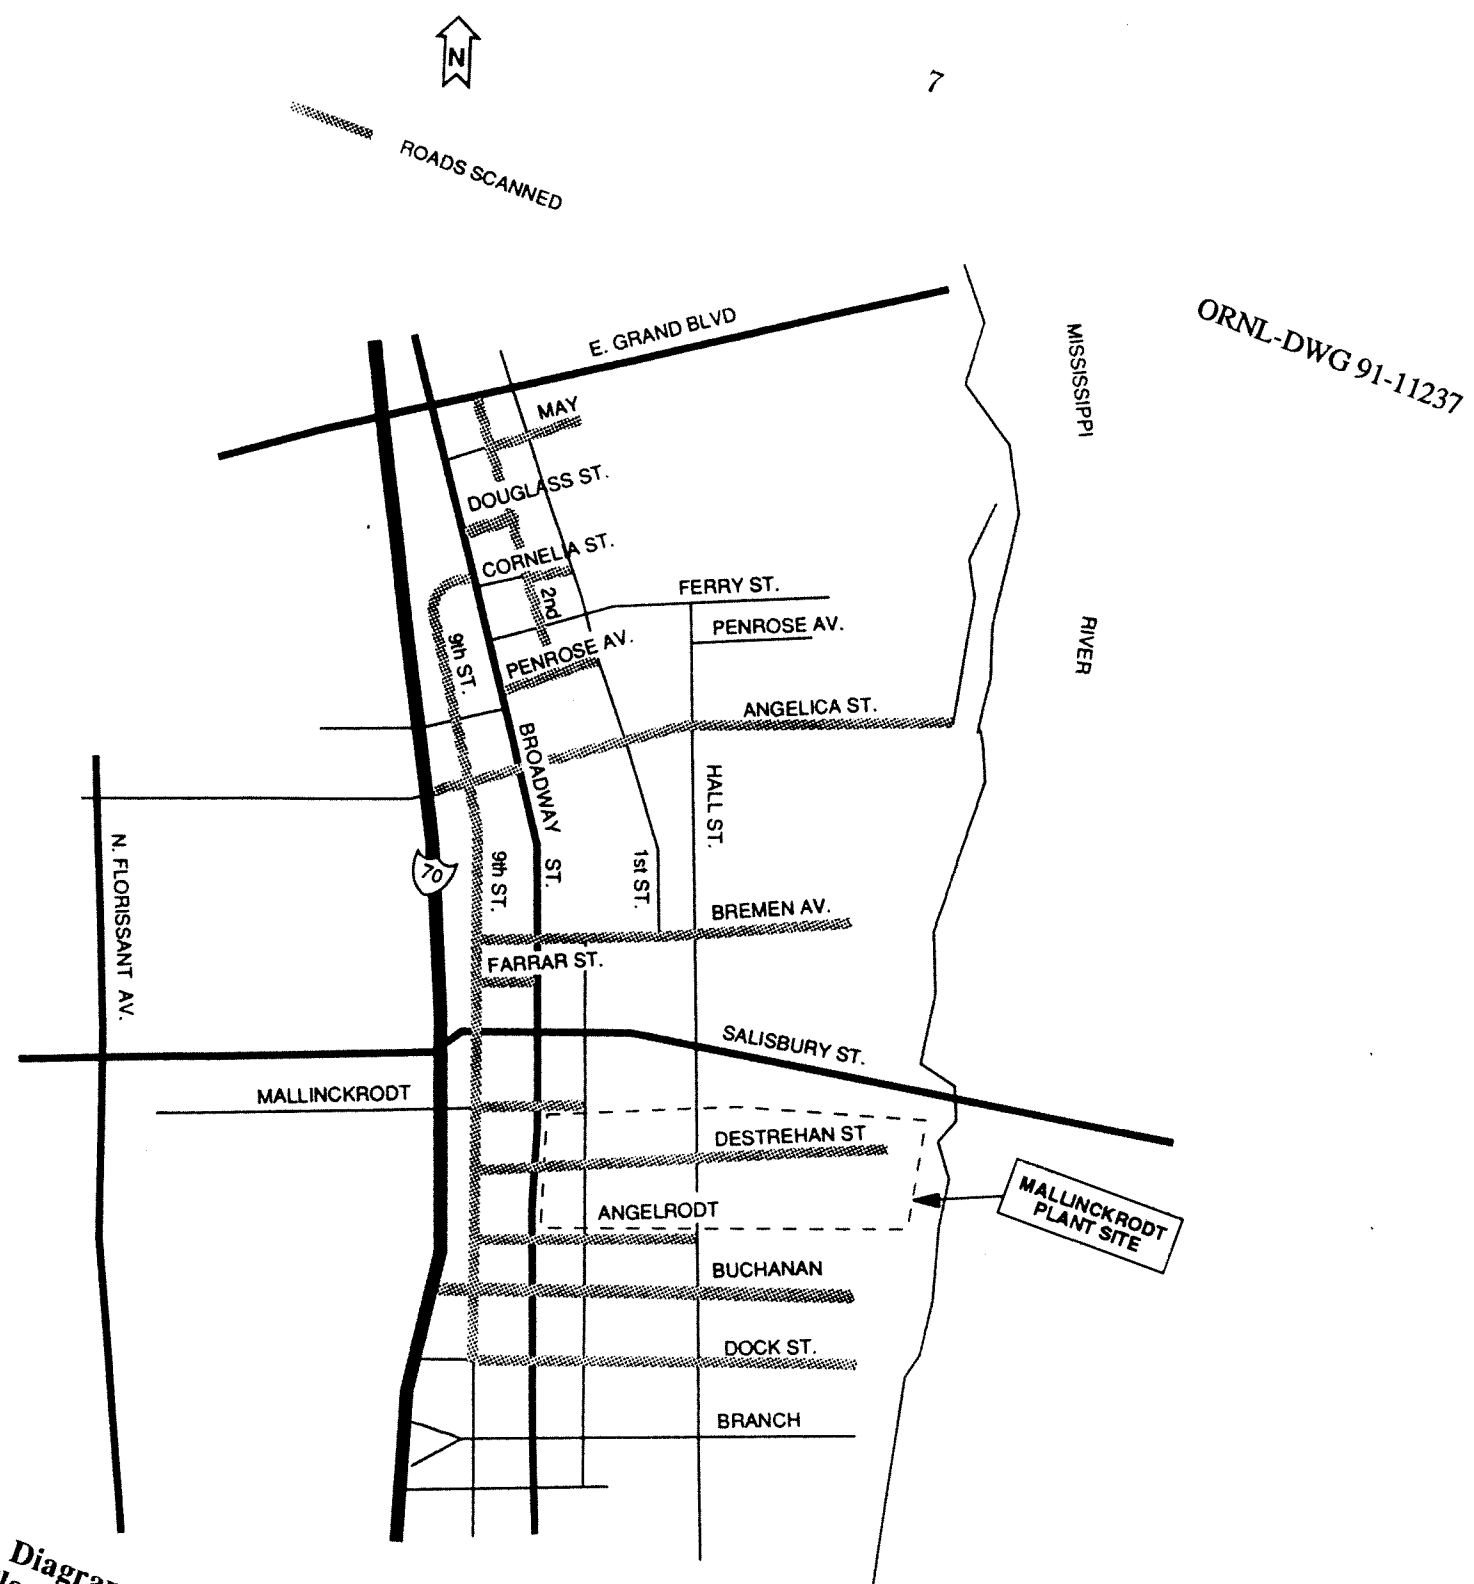 7
N
ROADS SCANNED
ORNL-DWG 91-11237
E. GRAND BLVD
MISSISSIPPI
RIVER
MAY
DOUGLASS ST.
CORNELIA ST.
2nd
FERRY ST.
PENROSE AV.
PENROSE AV.
9th ST.
ANGELICA ST.
BROADWAY ST.
HALL ST.
N. FLORISSANT AV.
70
9th ST.
1st ST.
BREMEN AV.
FARRAR ST.
SALISBURY ST.
MALLINCKRODT
DESTREHAN ST
ANGELRODT
MALLINCKRODT
PLANT SITE
BUCHANAN
DOCK ST.
BRANCH